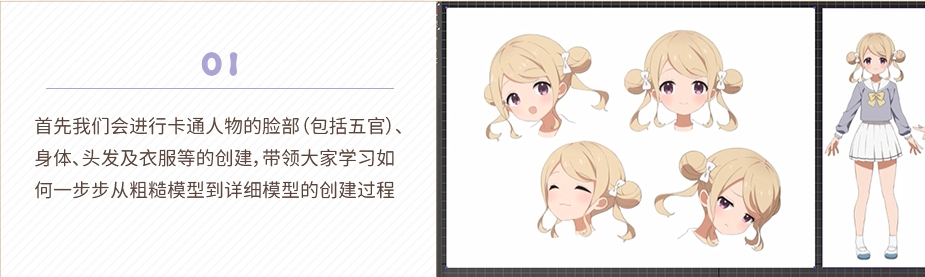 01
首先我们会进行卡通人物的脸部（包括五官）、
身体、头发及衣服等的创建，带领大家学习如
何一步步从粗糙模型到详细模型的创建过程